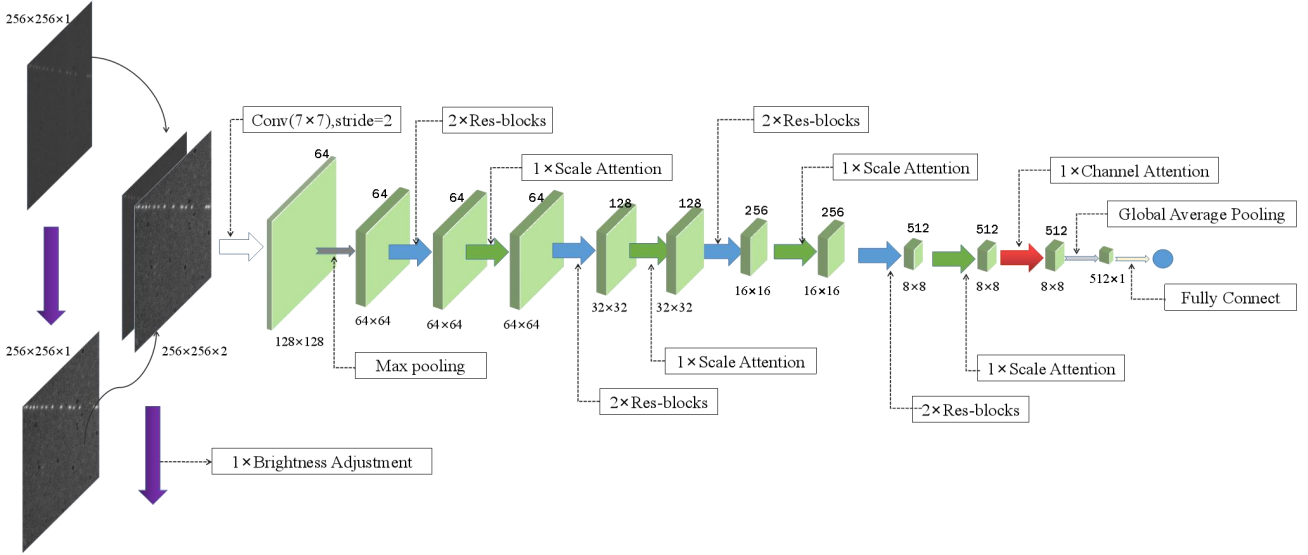 256×256×1
Conv(7×7),stride=2
2×Res-blocks
2×Res-blocks
64
1×Scale Attention
1×Scale Attention
1×Channel Attention
64
64
64
128
128
256
256
512
512
512
Global Average Pooling
16×16
16×16
8×8
8×8
8×8
512×1
Fully Connect
32×32
32×32
64×64
64×64
64×64
128×128
256×256×1
256×256×2
Max pooling
1×Scale Attention
1×Scale Attention
2×Res-blocks
2×Res-blocks
1×Brightness Adjustment